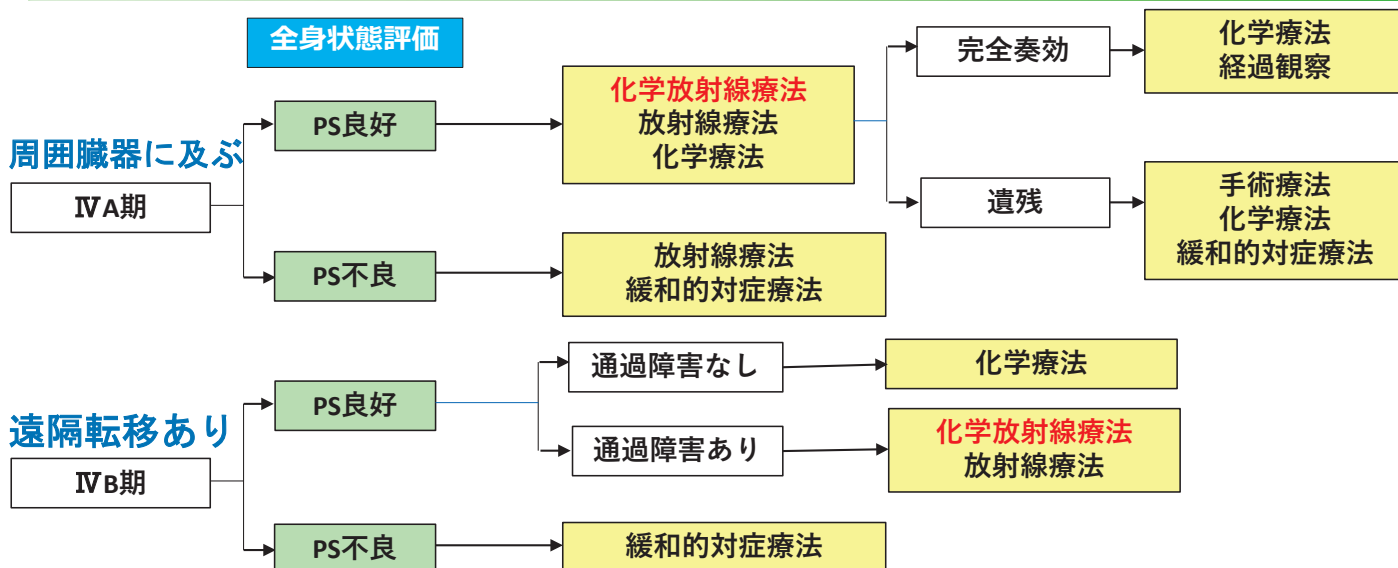 全身状態評価
周囲臓器に及ぶ
ⅣA期
PS良好
化学放射線療法
放射線療法
化学療法
完全奏効
化学療法
経過観察
遺残
手術療法
化学療法
緩和的対症療法
PS不良
放射線療法
緩和的対症療法
遠隔転移あり
ⅣB期
PS良好
通過障害なし
化学療法
通過障害あり
化学放射線療法
放射線療法
PS不良
緩和的対症療法